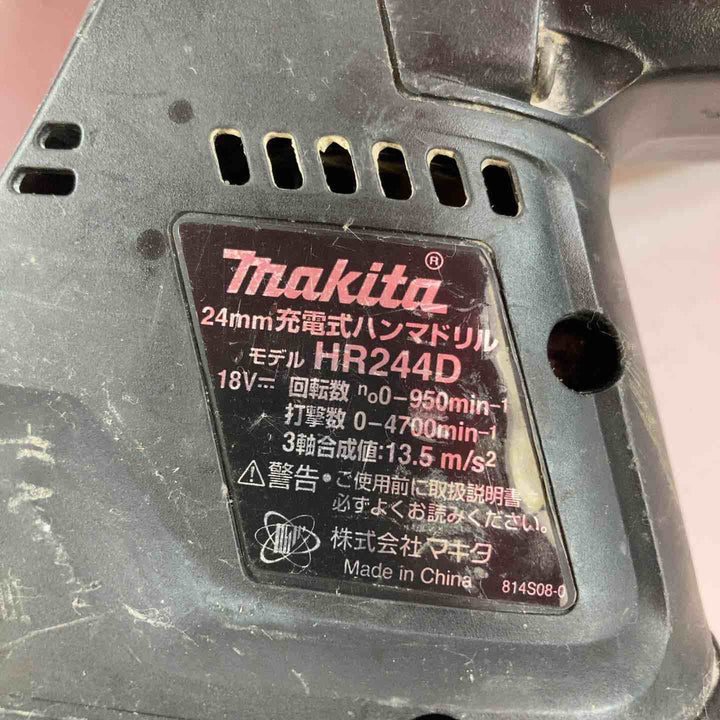 makita®
24mm充電式ハンマドリル
モデル HR244D
18V⎓ 回転数 n₀0-950min⁻¹
打撃数 0-4700min⁻¹
3軸合成値:13.5 m/s²
⚠警告・ご使用前に取扱説明書を
必ずよくお読みください。
株式会社マキタ
Made in China 814S08-0